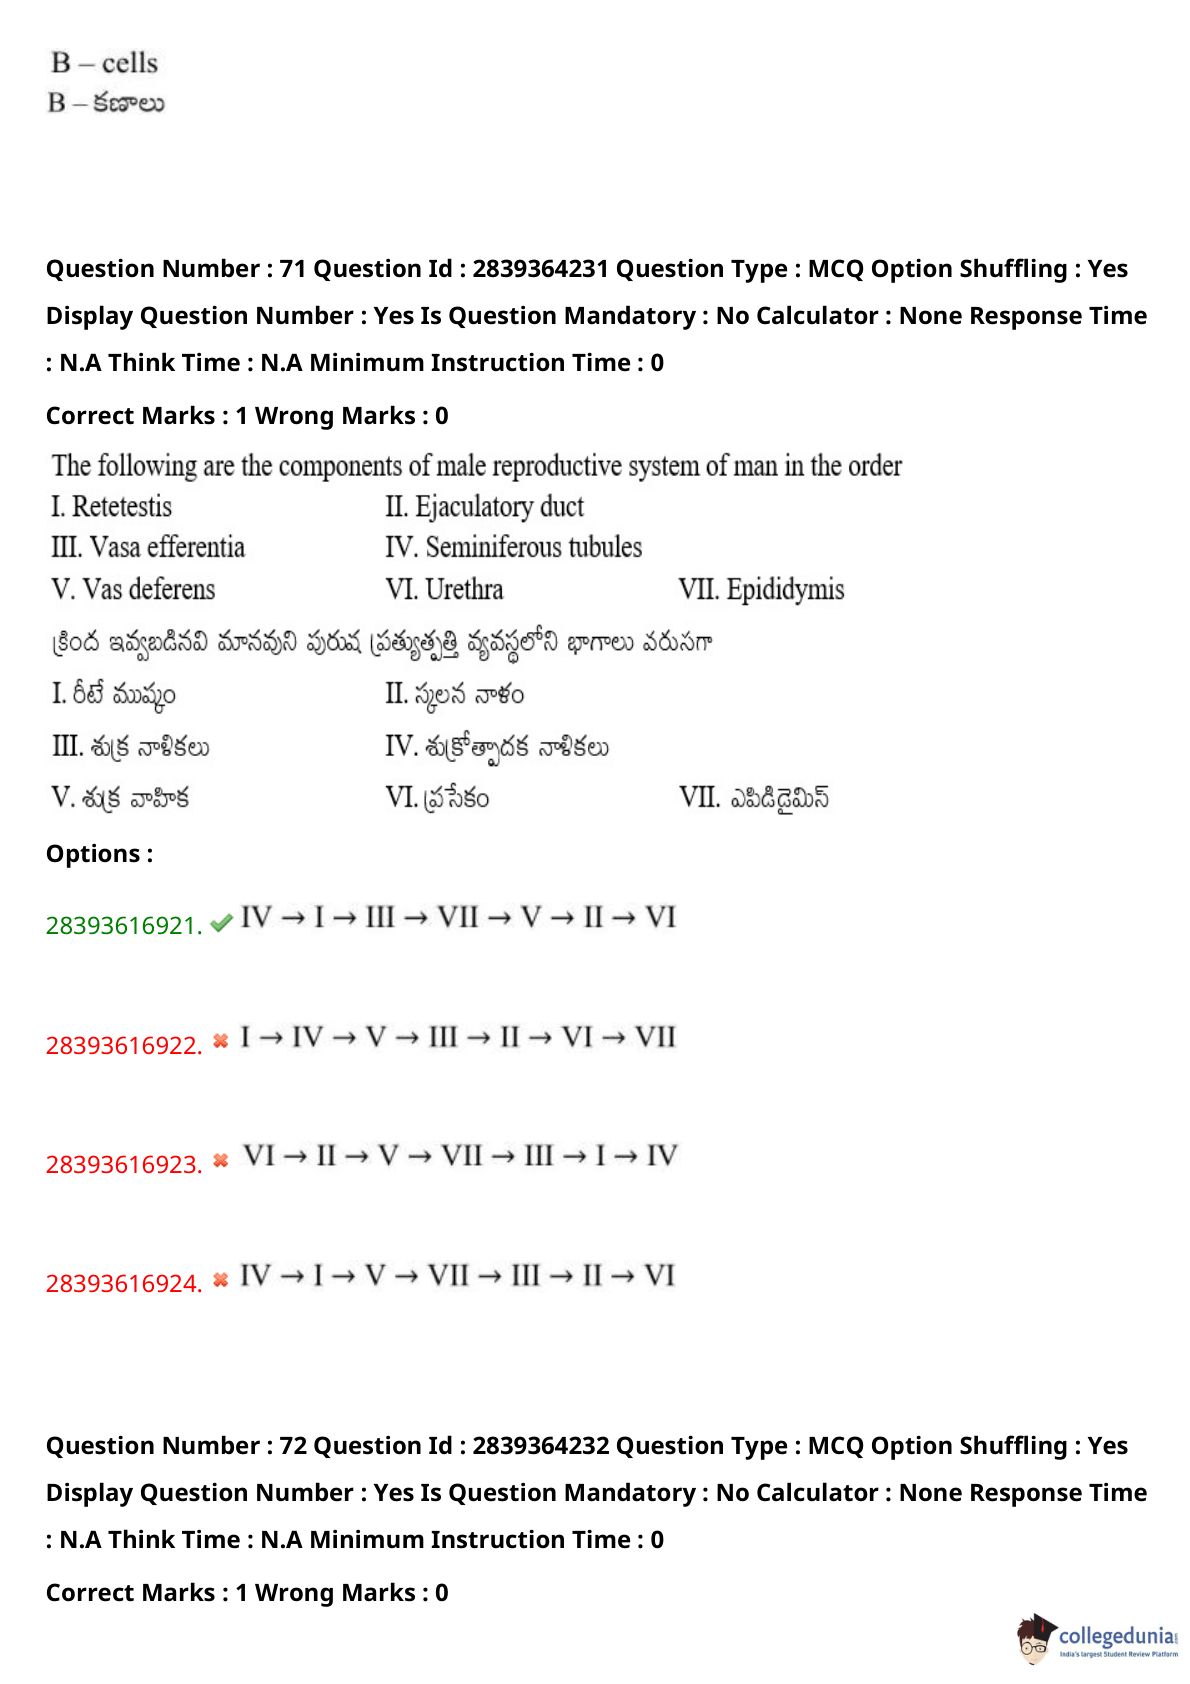 B – cells
B – కణాలు
Question Number : 71 Question Id : 2839364231 Question Type : MCQ Option Shuffling : Yes
Display Question Number : Yes Is Question Mandatory : No Calculator : None Response Time
: N.A Think Time : N.A Minimum Instruction Time : 0
Correct Marks : 1 Wrong Marks : 0
The following are the components of male reproductive system of man in the order
I. Retetestis II. Ejaculatory duct
III. Vasa efferentia IV. Seminiferous tubules
V. Vas deferens VI. Urethra VII. Epididymis
క్రింద ఇవ్వబడినవి మానవుని పురుష ప్రత్యుత్పత్తి వ్యవస్థలోని భాగాలు వరుసగా
I. రీటే ముష్కం II. స్కలన నాళం
III. శుక్ర నాళికలు IV. శుక్రోత్పాదక నాళికలు
V. శుక్ర వాహిక VI. ప్రసేకం VII. ఎపిడిడైమిస్
Options :
28393616921. IV → I → III → VII → V → II → VI
28393616922. I → IV → V → III → II → VI → VII
28393616923. VI → II → V → VII → III → I → IV
28393616924. IV → I → V → VII → III → II → VI
Question Number : 72 Question Id : 2839364232 Question Type : MCQ Option Shuffling : Yes
Display Question Number : Yes Is Question Mandatory : No Calculator : None Response Time
: N.A Think Time : N.A Minimum Instruction Time : 0
Correct Marks : 1 Wrong Marks : 0
collegedunia
India's largest Student Review Platform